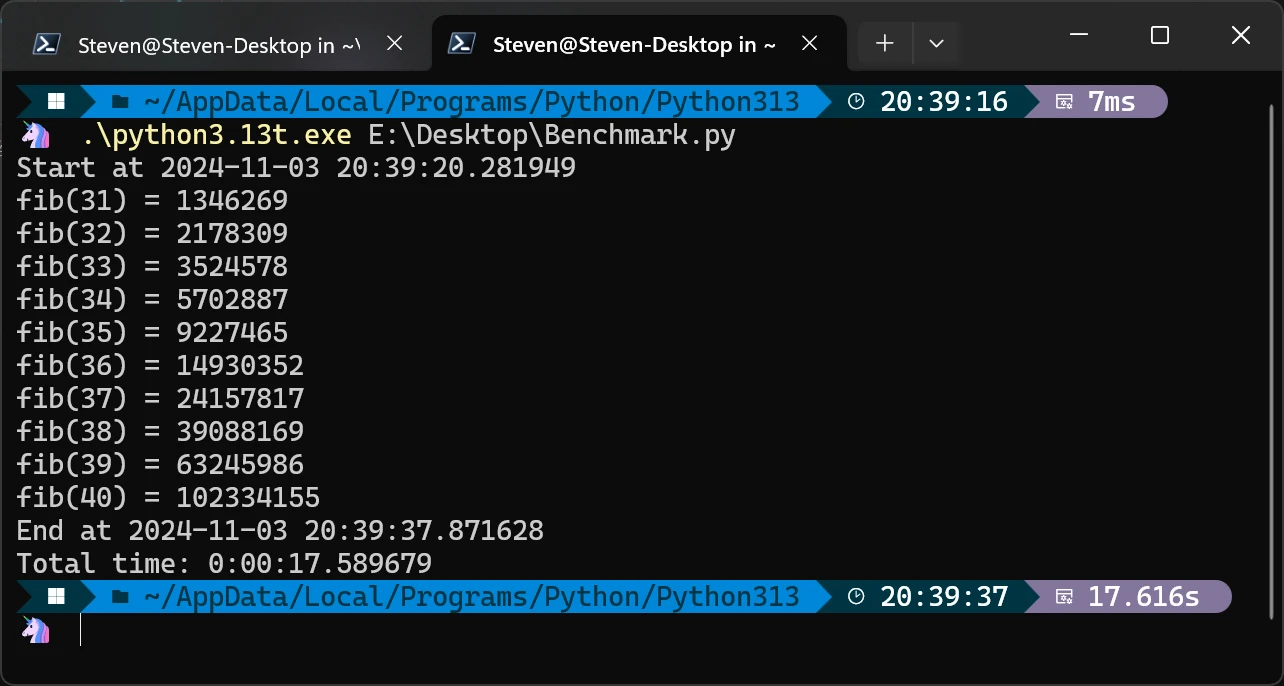 Steven@Steven-Desktop in ~\
Steven@Steven-Desktop in ~
~/AppData/Local/Programs/Python/Python313 20:39:16 7ms
.\python3.13t.exe E:\Desktop\Benchmark.py
Start at 2024-11-03 20:39:20.281949
fib(31) = 1346269
fib(32) = 2178309
fib(33) = 3524578
fib(34) = 5702887
fib(35) = 9227465
fib(36) = 14930352
fib(37) = 24157817
fib(38) = 39088169
fib(39) = 63245986
fib(40) = 102334155
End at 2024-11-03 20:39:37.871628
Total time: 0:00:17.589679
~/AppData/Local/Programs/Python/Python313 20:39:37 17.616s